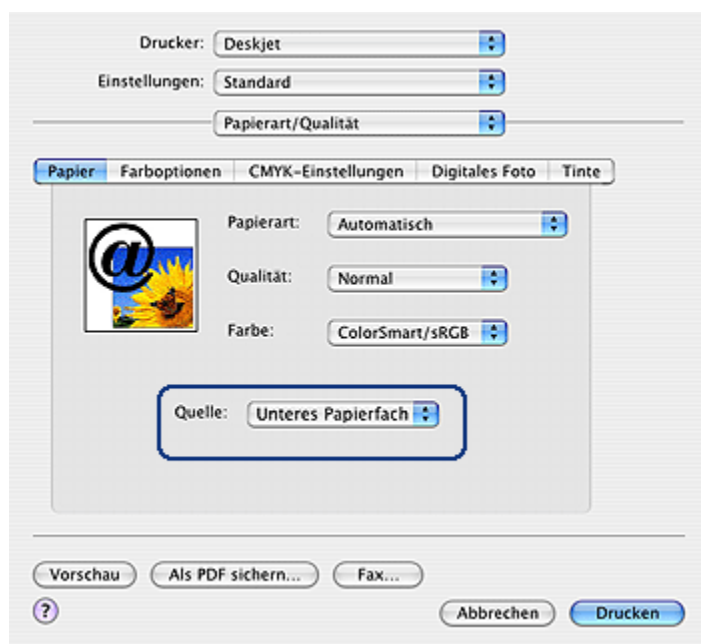 Drucker: Deskjet
Einstellungen: Standard
Papierart/Qualität
Papier Farboptionen CMYK-Einstellungen Digitales Foto Tinte
@
Papierart: Automatisch
Qualität: Normal
Farbe: ColorSmart/sRGB
Quelle: Unteres Papierfach
Vorschau Als PDF sichern... Fax...
? Abbrechen Drucken